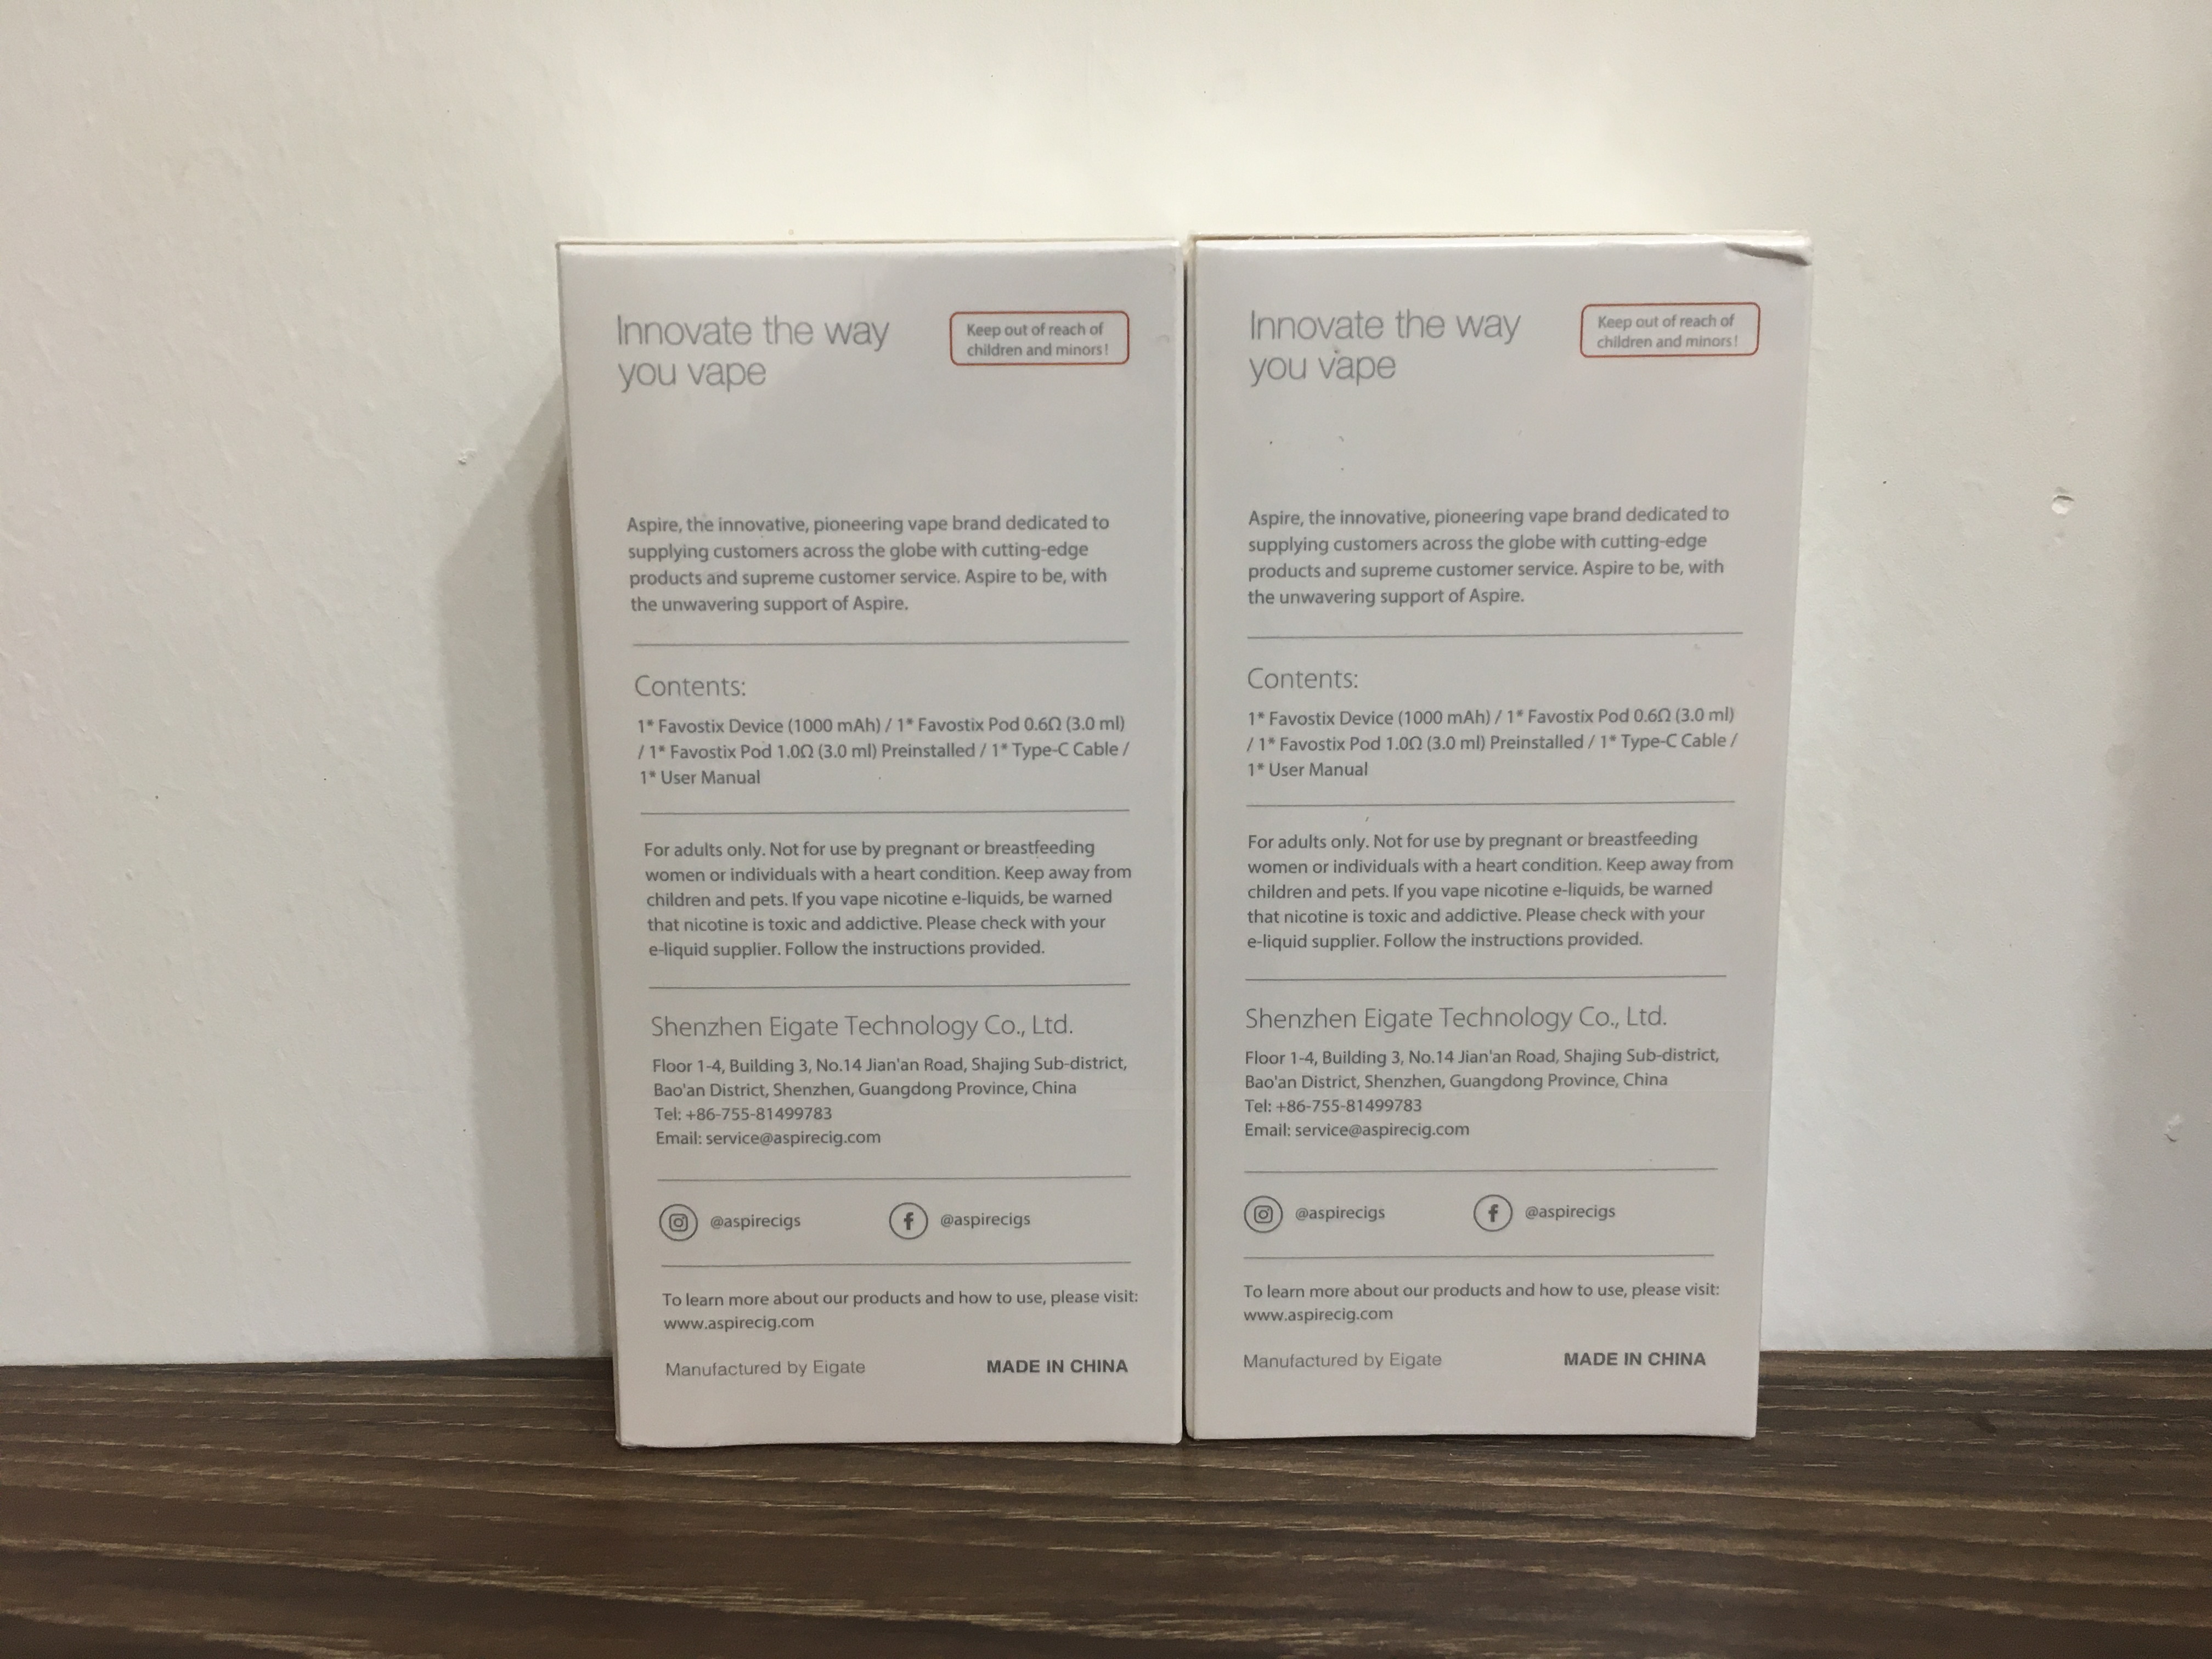 Innovate the way
you vape
Keep out of reach of
children and minors!
Aspire, the innovative, pioneering vape brand dedicated to
supplying customers across the globe with cutting-edge
products and supreme customer service. Aspire to be, with
the unwavering support of Aspire.
Contents:
1* Favostix Device (1000 mAh) / 1* Favostix Pod 0.6Ω (3.0 ml)
/ 1* Favostix Pod 1.0Ω (3.0 ml) Preinstalled / 1* Type-C Cable /
1* User Manual
For adults only. Not for use by pregnant or breastfeeding
women or individuals with a heart condition. Keep away from
children and pets. If you vape nicotine e-liquids, be warned
that nicotine is toxic and addictive. Please check with your
e-liquid supplier. Follow the instructions provided.
Shenzhen Eigate Technology Co., Ltd.
Floor 1-4, Building 3, No.14 Jian'an Road, Shajing Sub-district,
Bao'an District, Shenzhen, Guangdong Province, China
Tel: +86-755-81499783
Email: service@aspirecig.com
@aspirecigs
@aspirecigs
To learn more about our products and how to use, please visit:
www.aspirecig.com
Manufactured by Eigate
MADE IN CHINA
Innovate the way
you vape
Keep out of reach of
children and minors!
Aspire, the innovative, pioneering vape brand dedicated to
supplying customers across the globe with cutting-edge
products and supreme customer service. Aspire to be, with
the unwavering support of Aspire.
Contents:
1* Favostix Device (1000 mAh) / 1* Favostix Pod 0.6Ω (3.0 ml)
/ 1* Favostix Pod 1.0Ω (3.0 ml) Preinstalled / 1* Type-C Cable /
1* User Manual
For adults only. Not for use by pregnant or breastfeeding
women or individuals with a heart condition. Keep away from
children and pets. If you vape nicotine e-liquids, be warned
that nicotine is toxic and addictive. Please check with your
e-liquid supplier. Follow the instructions provided.
Shenzhen Eigate Technology Co., Ltd.
Floor 1-4, Building 3, No.14 Jian'an Road, Shajing Sub-district,
Bao'an District, Shenzhen, Guangdong Province, China
Tel: +86-755-81499783
Email: service@aspirecig.com
@aspirecigs
@aspirecigs
To learn more about our products and how to use, please visit:
www.aspirecig.com
Manufactured by Eigate
MADE IN CHINA